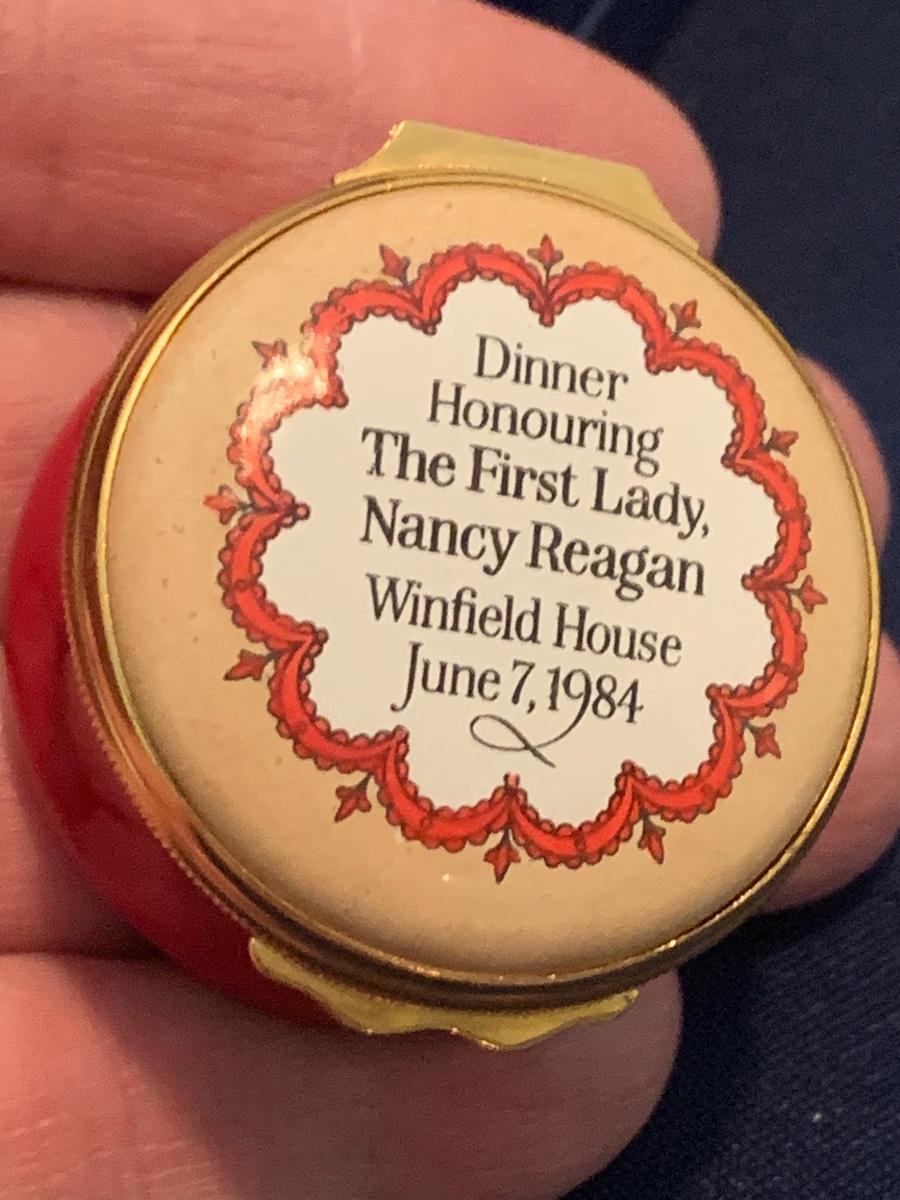 Dinner
Honouring
The First Lady,
Nancy Reagan
Winfield House
June 7, 1984